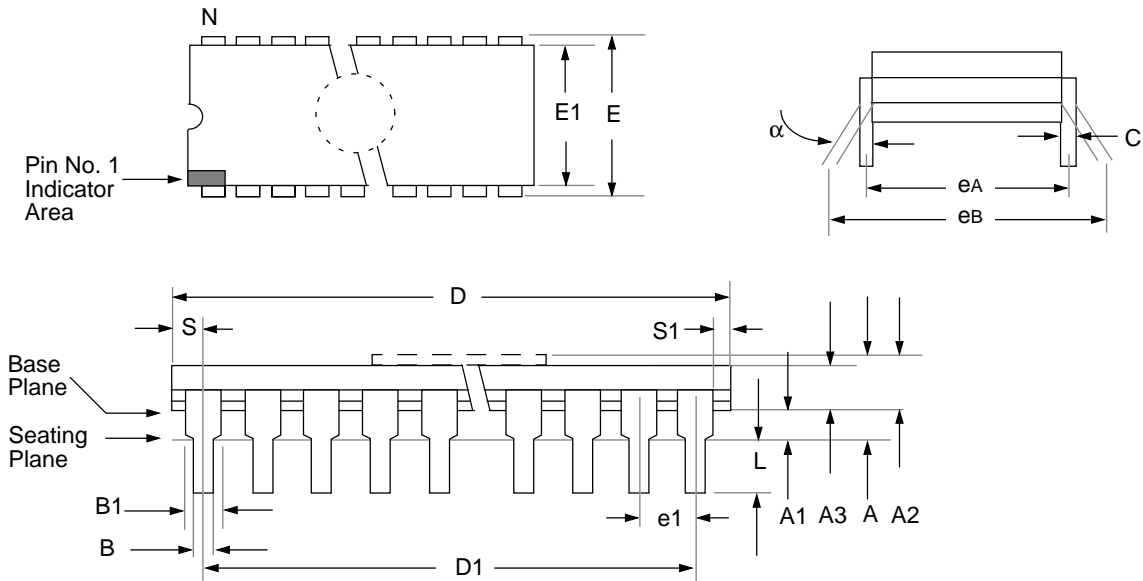 N
E1
E
Pin No. 1
Indicator
Area
α
C
eA
eB
D
S
S1
Base
Plane
Seating
Plane
L
B1
e1
A1
A3
A
A2
B
D1